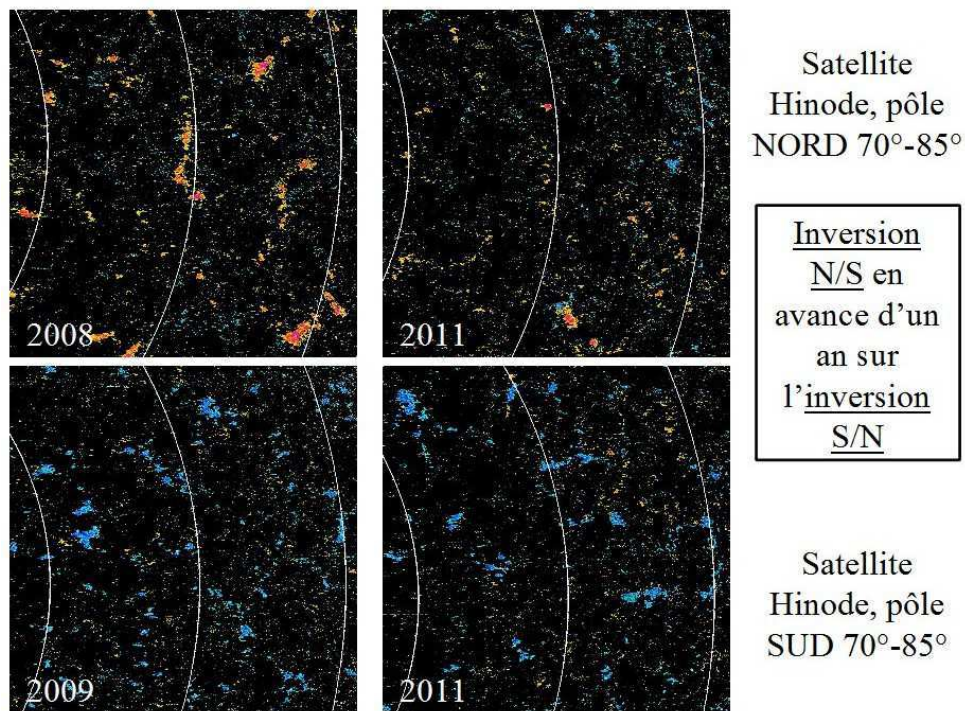 2008
2011
Satellite
Hinode, pôle
NORD 70°-85°
Inversion
N/S en
avance d’un
an sur
l’inversion
S/N
2009
2011
Satellite
Hinode, pôle
SUD 70°-85°